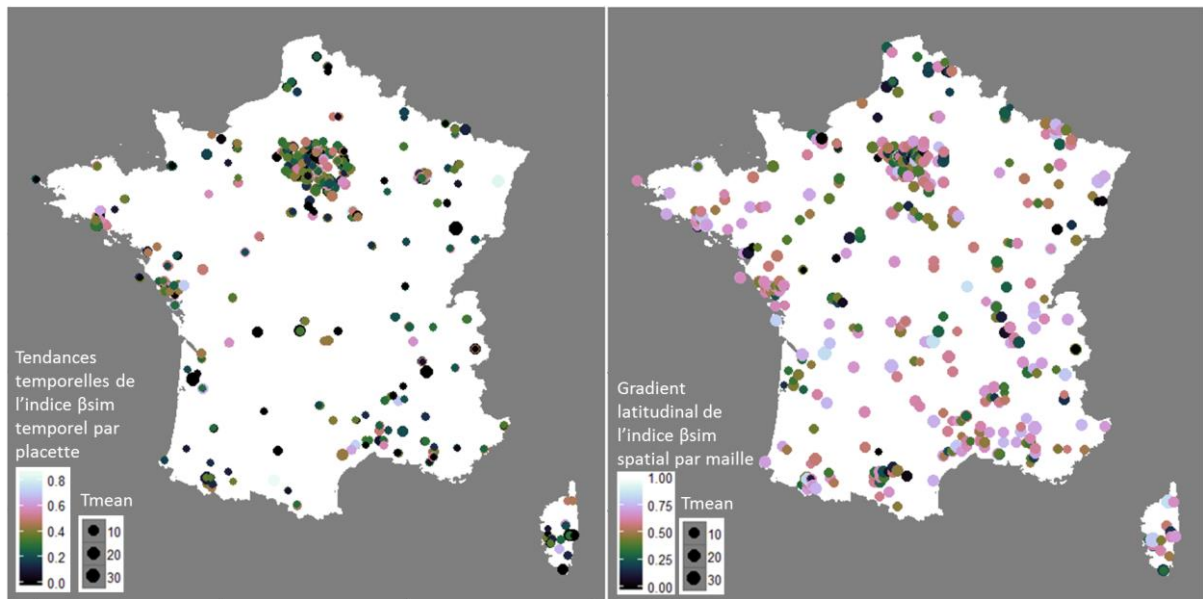 Tendances
temporelles de
l'indice βsim
temporel par
placette
0.8
0.6
0.4
0.2
0.0
Tmean
10
20
30
Gradient
latitudinal de
l'indice βsim
spatial par maille
1.00
0.75
0.50
0.25
0.00
Tmean
10
20
30